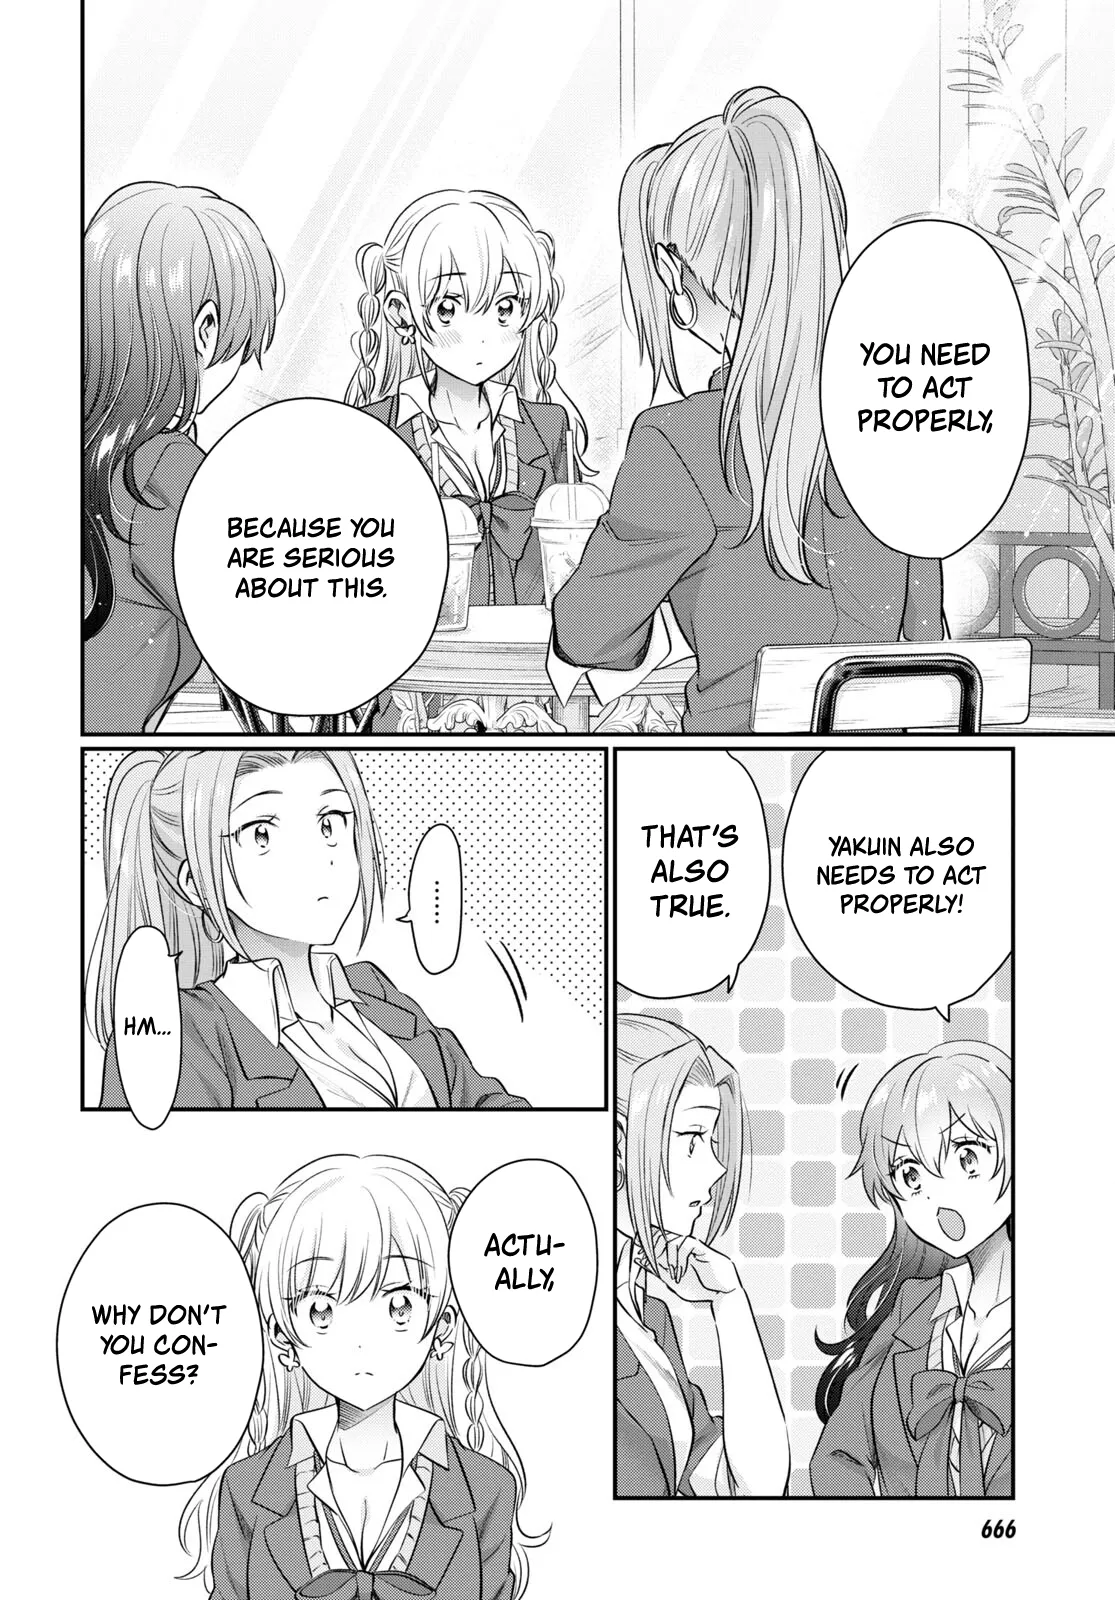 YOU NEED
TO ACT
PROPERLY,
BECAUSE YOU
ARE SERIOUS
ABOUT THIS.
YAKUIN ALSO
NEEDS TO ACT
PROPERLY!
THAT'S
ALSO
TRUE.
......
HM...
ACTU-
ALLY,
WHY DON'T
YOU CON-
FESS?
666